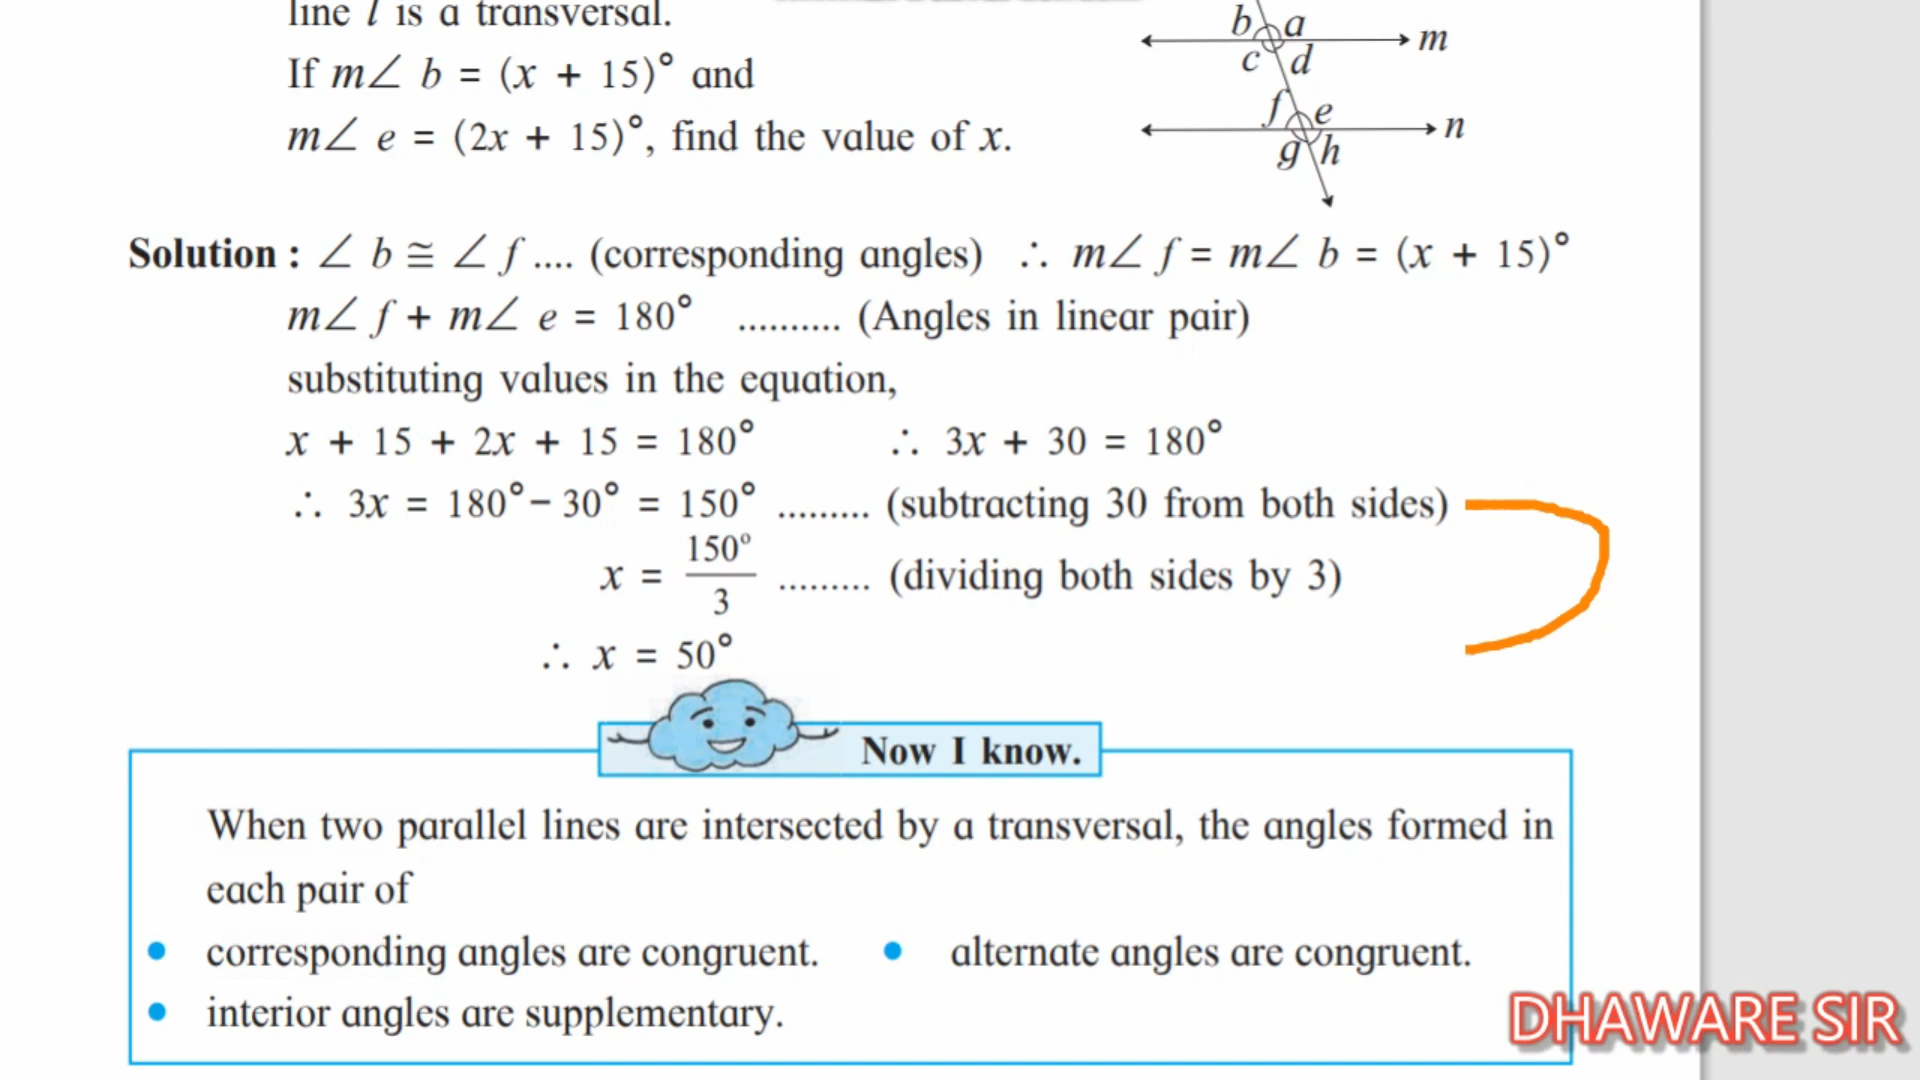 line l is a transversal.
If m∠ b = (x + 15)° and
m∠ e = (2x + 15)°, find the value of x.
b a
m
c d
f e
n
g h
Solution : ∠ b ≅ ∠ f .... (corresponding angles) ∴ m∠ f = m∠ b = (x + 15)°
m∠ f + m∠ e = 180° .......... (Angles in linear pair)
substituting values in the equation,
x + 15 + 2x + 15 = 180° ∴ 3x + 30 = 180°
∴ 3x = 180° − 30° = 150° ......... (subtracting 30 from both sides)
x = 150°/3 ......... (dividing both sides by 3)
∴ x = 50°
Now I know.
When two parallel lines are intersected by a transversal, the angles formed in
each pair of
• corresponding angles are congruent. • alternate angles are congruent.
• interior angles are supplementary.
DHAWARE SIR